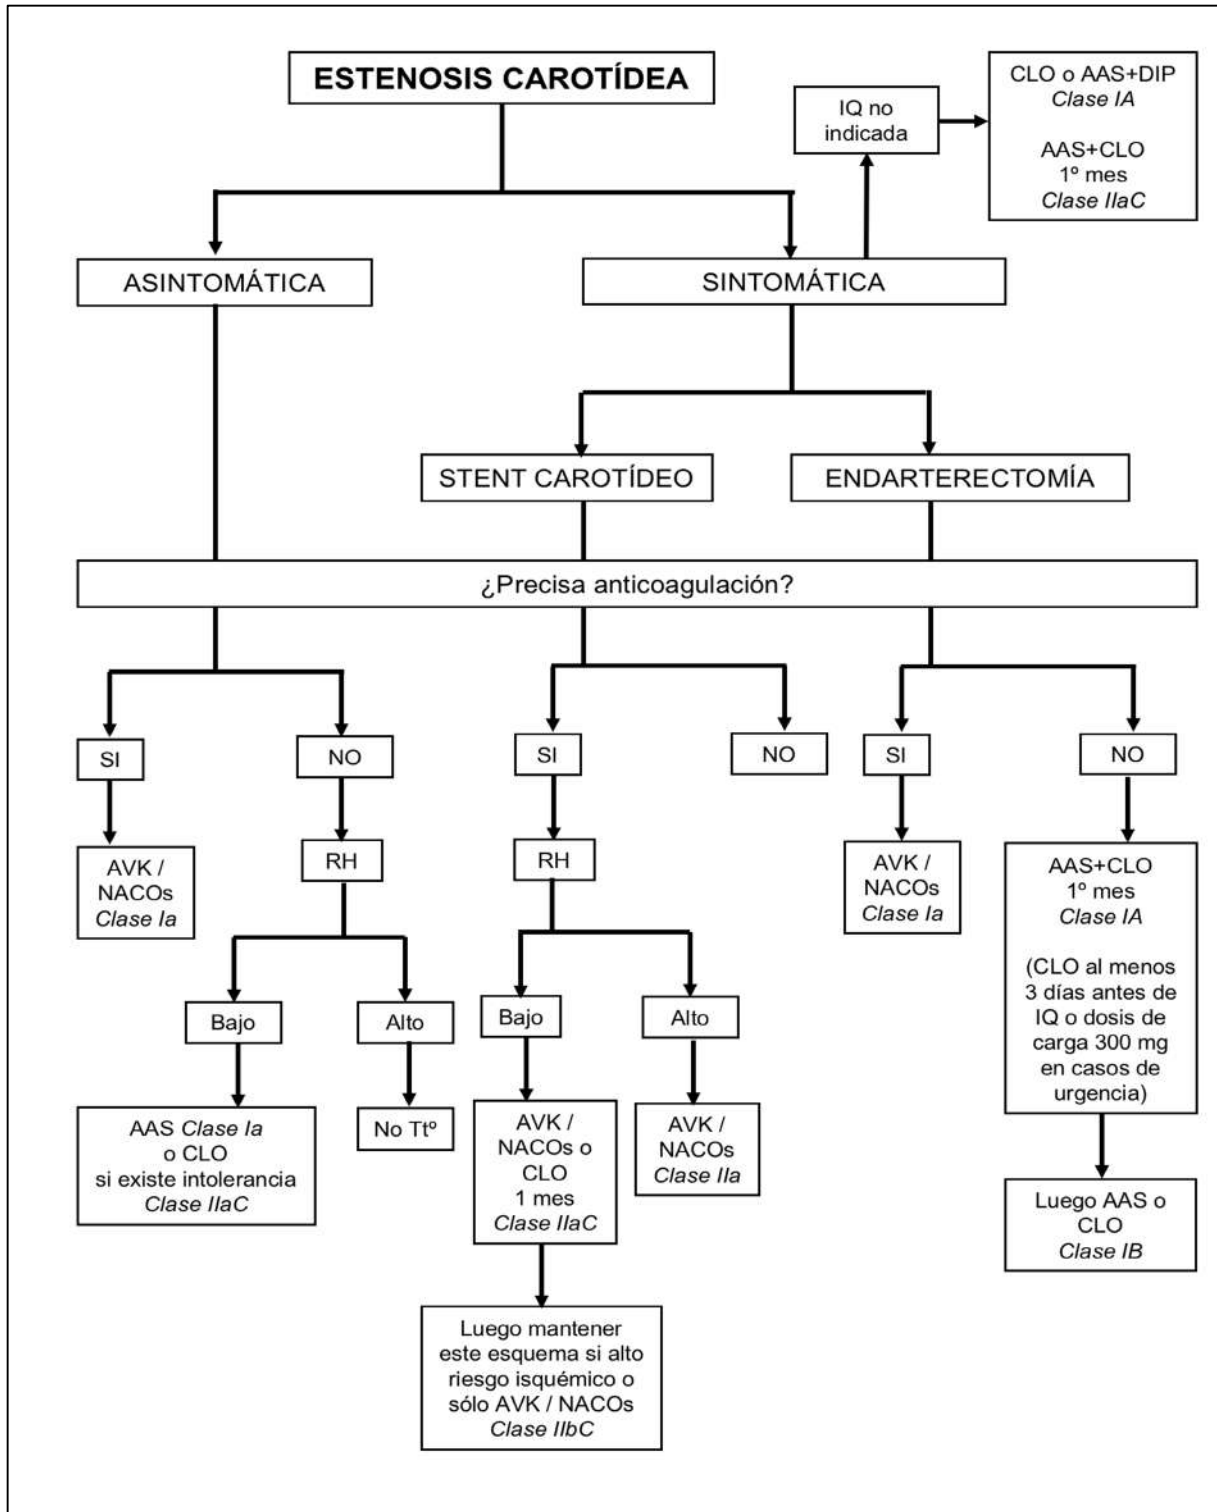 ESTENOSIS CAROTÍDEA
IQ no
indicada
CLO o AAS+DIP
Clase IA
AAS+CLO
1º mes
Clase IIaC
ASINTOMÁTICA
SINTOMÁTICA
STENT CAROTÍDEO
ENDARTERECTOMÍA
¿Precisa anticoagulación?
SI
NO
SI
NO
SI
NO
AVK /
NACOs
Clase Ia
RH
RH
AVK /
NACOs
Clase Ia
AAS+CLO
1º mes
Clase IA
(CLO al menos
3 días antes de
IQ o dosis de
carga 300 mg
en casos de
urgencia)
Bajo
Alto
Bajo
Alto
AAS Clase Ia
o CLO
si existe intolerancia
Clase IIaC
No Ttº
AVK /
NACOs o
CLO
1 mes
Clase IIaC
AVK /
NACOs
Clase IIa
Luego AAS o
CLO
Clase IB
Luego mantener
este esquema si alto
riesgo isquémico o
sólo AVK / NACOs
Clase IIbC